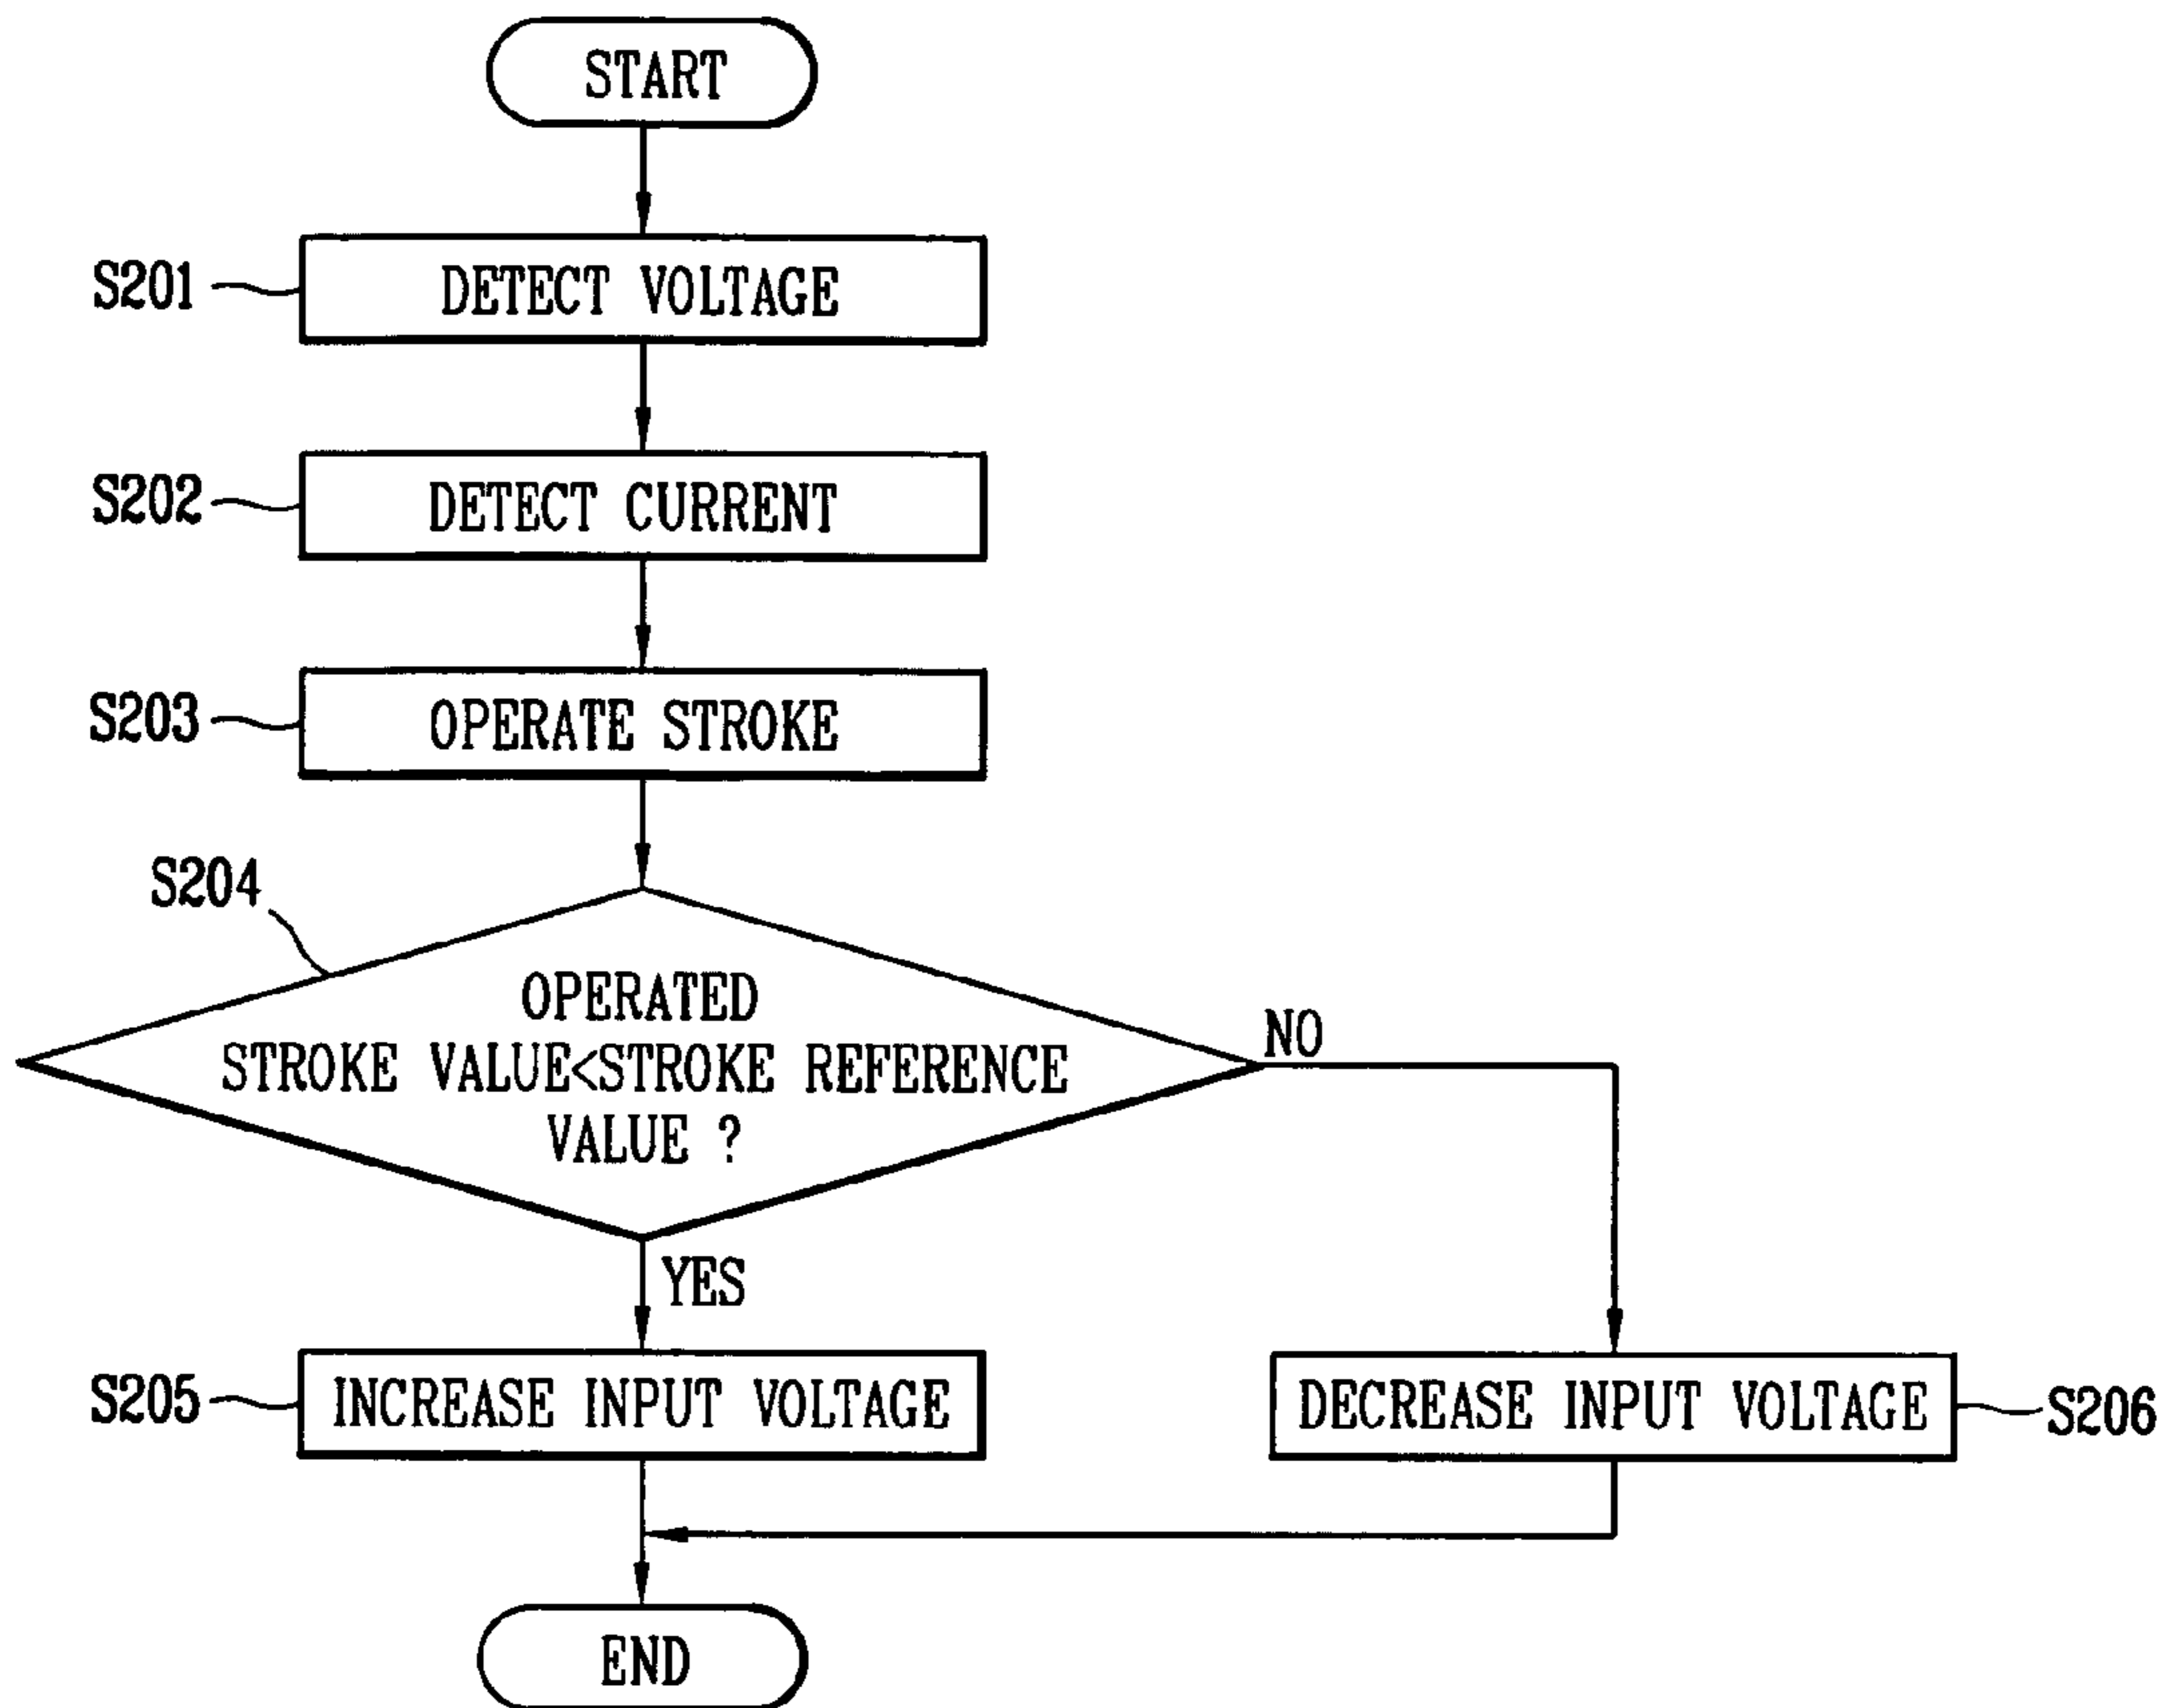 START
S201
DETECT VOLTAGE
S202
DETECT CURRENT
S203
OPERATE STROKE
S204
OPERATED
STROKE VALUE<STROKE REFERENCE
VALUE ?
NO
YES
S205
INCREASE INPUT VOLTAGE
DECREASE INPUT VOLTAGE
S206
END